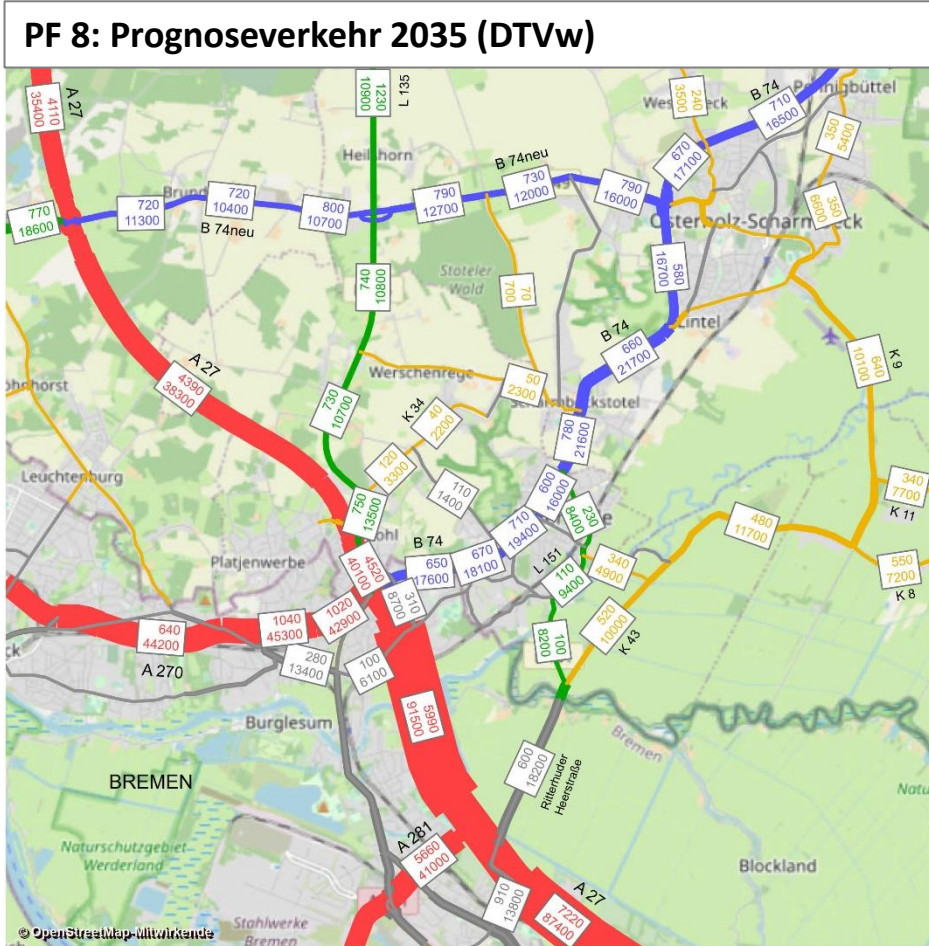 PF 8: Prognoseverkehr 2035 (DTVw)
A 27
4110
35400
1230
10600
L 135
240
3500
B 74
710
16500
Pennigbüttel
350
5400
Heilshorn
670
17100
B 74neu
790
12700
730
12000
790
16000
720
11300
720
10400
B 74neu
800
10700
770
18600
350
6600
Osterholz-Scharmbeck
740
10800
Stoteler
Wald
70
700
580
16700
B 74
660
21700
Lintel
A 27
4390
38300
Werschenrege
50
2300
K 9
640
10100
730
10700
K 34
40
2200
Scharmbeckstotel
780
21600
Leuchtenburg
120
3300
110
1400
600
16000
340
7700
K 11
750
13500
710
19400
230
8400
480
11700
Platjenwerbe
B 74
4520
40100
650
17600
670
18100
L 151
110
9400
340
4900
550
7200
K 8
310
8700
1020
42900
1040
45300
640
44200
A 270
280
13400
100
6100
100
8200
520
10000
K 43
Burglesum
5990
91500
Bremen
BREMEN
600
18200
Ritterhuder
Heerstraße
A 281
5660
41000
Naturschutzgebiet
Werderland
Blockland
910
13800
A 27
7220
87400
Stahlwerke
Bremen
© OpenStreetMap-Mitwirkende